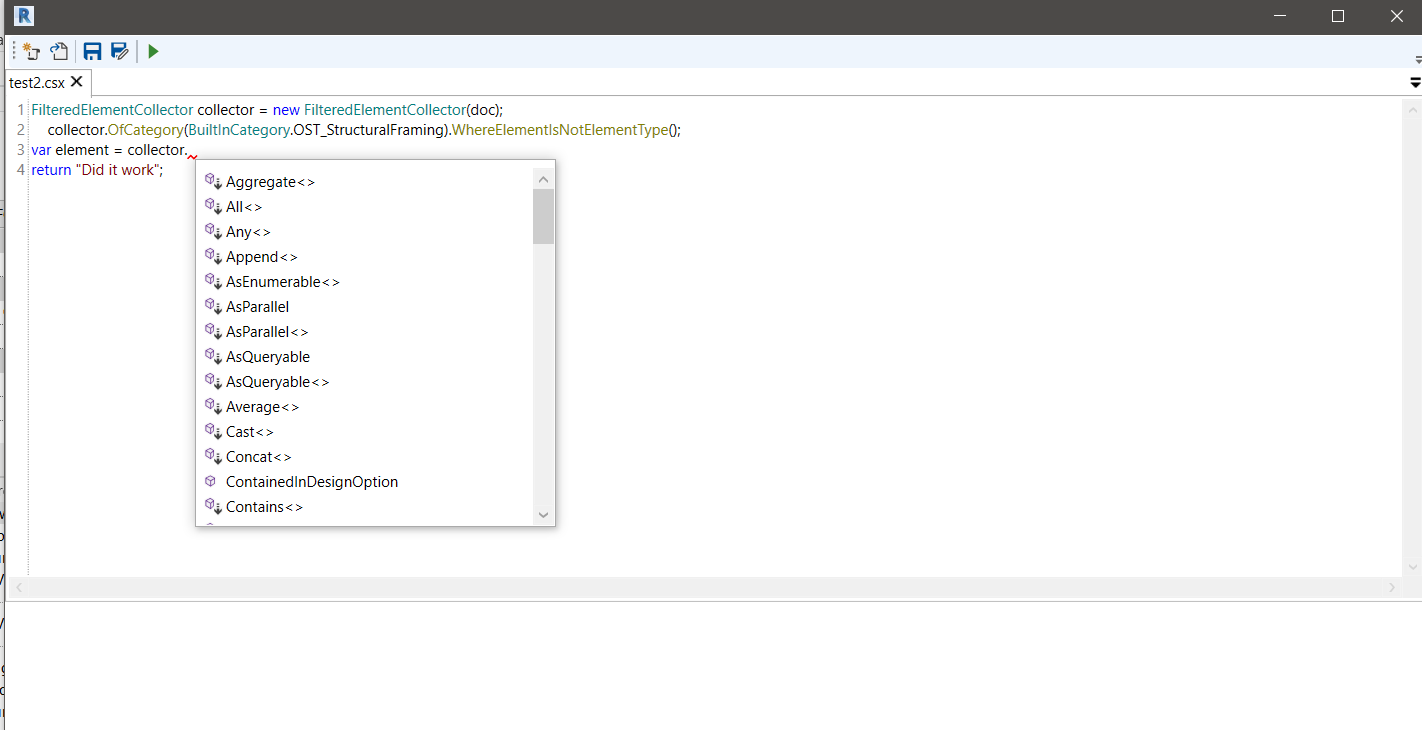 R
test2.csx
1 FilteredElementCollector collector = new FilteredElementCollector(doc);
2 collector.OfCategory(BuiltInCategory.OST_StructuralFraming).WhereElementIsNotElementType();
3 var element = collector.
4 return "Did it work";
Aggregate<>
All<>
Any<>
Append<>
AsEnumerable<>
AsParallel
AsParallel<>
AsQueryable
AsQueryable<>
Average<>
Cast<>
Concat<>
ContainedInDesignOption
Contains<>